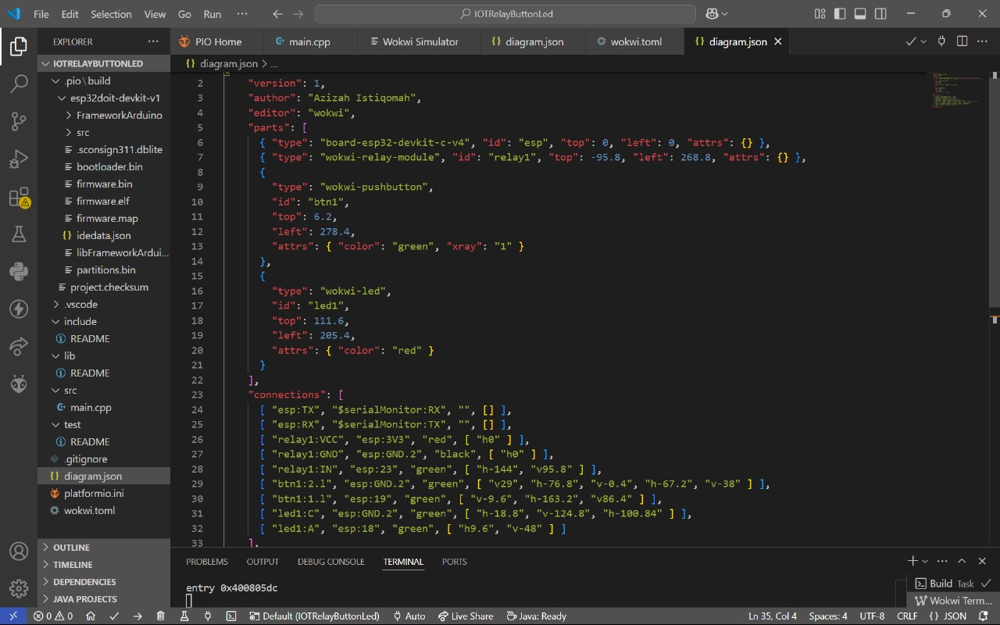 File Edit Selection View Go Run ··· IOTRelayButtonLed
EXPLORER ···
PIO Home main.cpp Wokwi Simulator {} diagram.json wokwi.toml {} diagram.json
IOTRELAYBUTTONLED
{} diagram.json > ...
.pio \ build
esp32doit-devkit-v1
FrameworkArduino
src
.sconsign311.dblite
bootloader.bin
firmware.bin
firmware.elf
firmware.map
{} idedata.json
libFrameworkArdui...
partitions.bin
project.checksum
.vscode
include
README
lib
README
src
main.cpp
test
README
.gitignore
{} diagram.json
platformio.ini
wokwi.toml
OUTLINE
TIMELINE
DEPENDENCIES
JAVA PROJECTS
2 "version": 1,
3 "author": "Azizah Istiqomah",
4 "editor": "wokwi",
5 "parts": [
6 { "type": "board-esp32-devkit-c-v4", "id": "esp", "top": 0, "left": 0, "attrs": {} },
7 { "type": "wokwi-relay-module", "id": "relay1", "top": -95.8, "left": 268.8, "attrs": {} },
8 {
9 "type": "wokwi-pushbutton",
10 "id": "btn1",
11 "top": 6.2,
12 "left": 278.4,
13 "attrs": { "color": "green", "xray": "1" }
14 },
15 {
16 "type": "wokwi-led",
17 "id": "led1",
18 "top": 111.6,
19 "left": 205.4,
20 "attrs": { "color": "red" }
21 }
22 ],
23 "connections": [
24 [ "esp:TX", "$serialMonitor:RX", "", [] ],
25 [ "esp:RX", "$serialMonitor:TX", "", [] ],
26 [ "relay1:VCC", "esp:3V3", "red", [ "h0" ] ],
27 [ "relay1:GND", "esp:GND.2", "black", [ "h0" ] ],
28 [ "relay1:IN", "esp:23", "green", [ "h-144", "v95.8" ] ],
29 [ "btn1:2.l", "esp:GND.2", "green", [ "v29", "h-76.8", "v-0.4", "h-67.2", "v-38" ] ],
30 [ "btn1:1.l", "esp:19", "green", [ "v-9.6", "h-163.2", "v86.4" ] ],
31 [ "led1:C", "esp:GND.2", "green", [ "h-18.8", "v-124.8", "h-100.84" ] ],
32 [ "led1:A", "esp:18", "green", [ "h9.6", "v-48" ] ]
33 ],
PROBLEMS OUTPUT DEBUG CONSOLE TERMINAL PORTS
entry 0x400805dc
Build Task
Wokwi Term...
0 0 Default (IOTRelayButtonLed) Auto Live Share Java: Ready Ln 35, Col 4 Spaces: 4 UTF-8 CRLF {} JSON